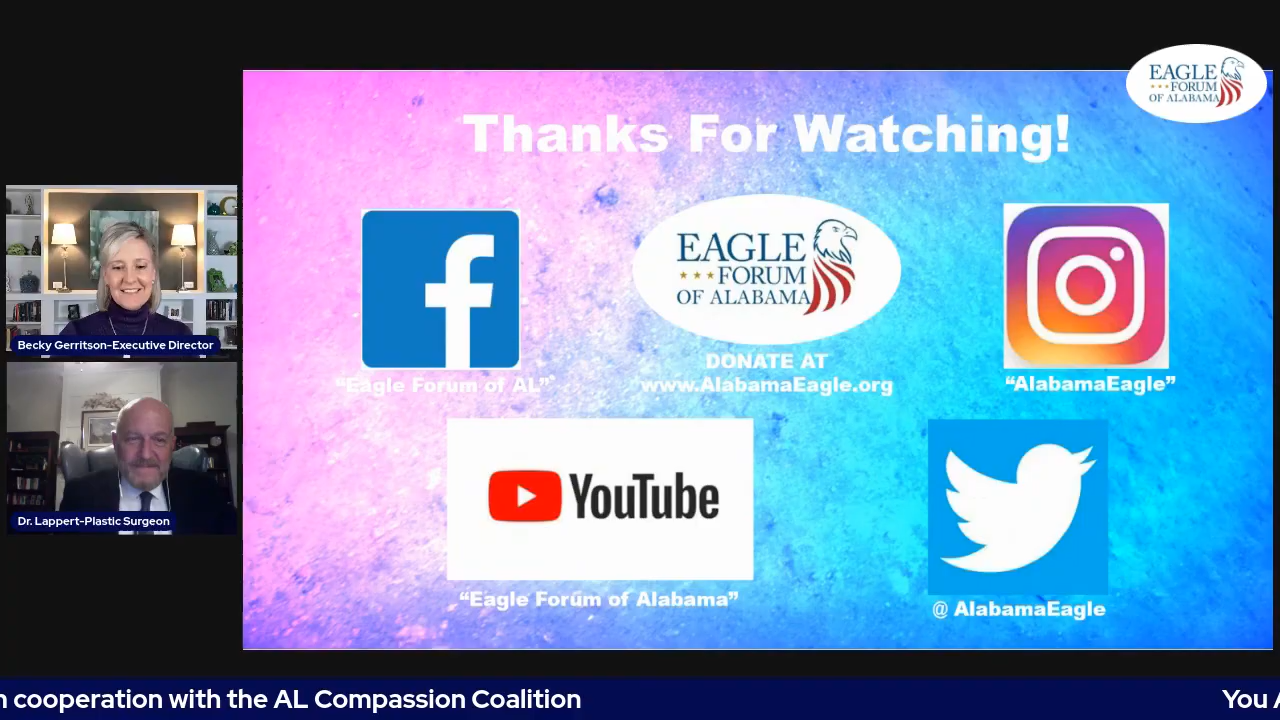 EAGLE
FORUM
OF ALABAMA
Thanks For Watching!
EAGLE
FORUM
OF ALABAMA
DONATE AT
www.AlabamaEagle.org
"Eagle Forum of AL"
"AlabamaEagle"
YouTube
"Eagle Forum of Alabama"
@ AlabamaEagle
Becky Gerritson-Executive Director
Dr. Lappert-Plastic Surgeon
cooperation with the AL Compassion Coalition
You